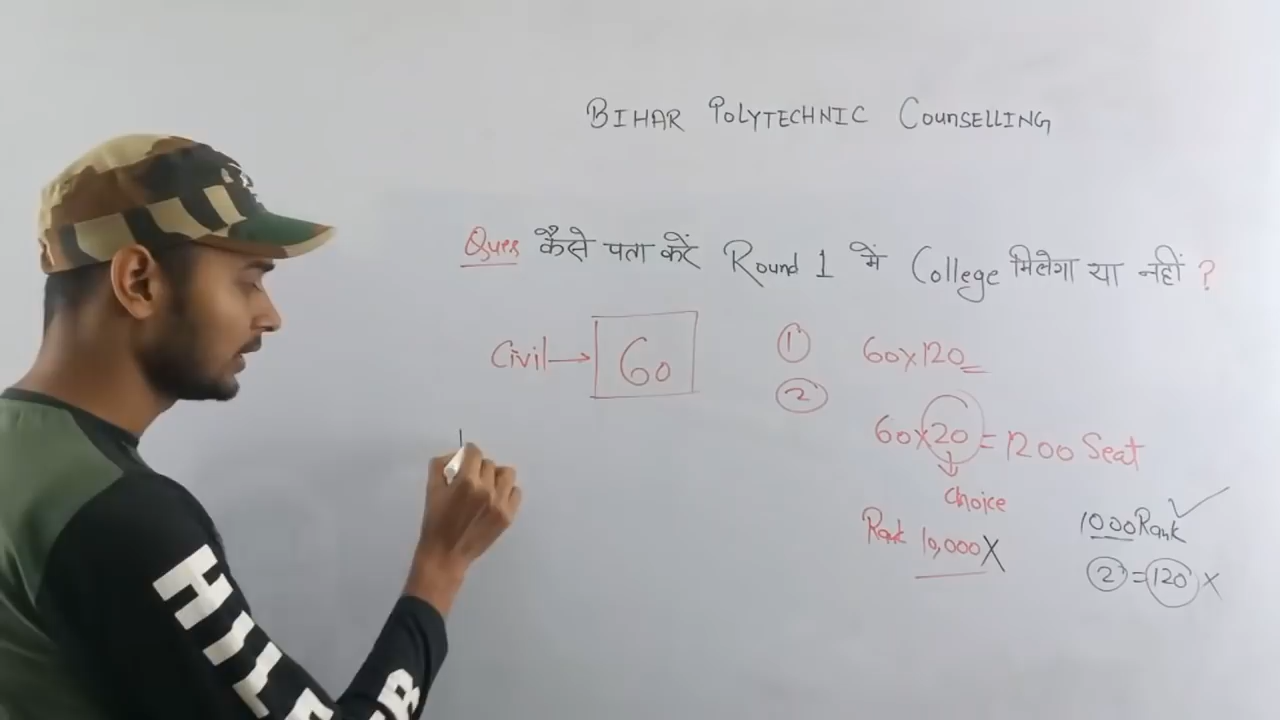 BIHAR POLYTECHNIC COUNSELLING
Ques कैसे पता करें Round 1 में College मिलेगा या नहीं ?
Civil → 60
① 60x120
②
60x20 = 1200 Seat
↓
Choice
Rank 10,000 X
1000 Rank ✓
② = 120 X